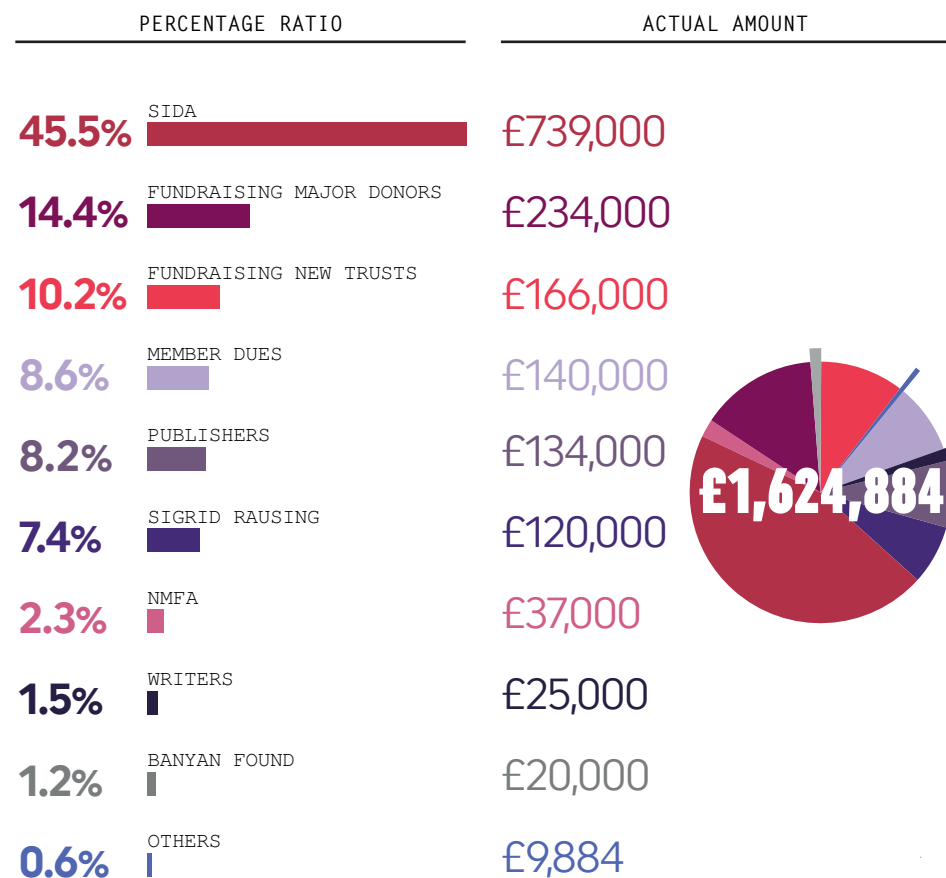 PERCENTAGE RATIO
ACTUAL AMOUNT
SIDA
45.5%
£739,000
FUNDRAISING MAJOR DONORS
14.4%
£234,000
FUNDRAISING NEW TRUSTS
10.2%
£166,000
MEMBER DUES
8.6%
£140,000
PUBLISHERS
8.2%
£134,000
£1,624,884
SIGRID RAUSING
7.4%
£120,000
NMFA
2.3%
£37,000
WRITERS
1.5%
£25,000
BANYAN FOUND
1.2%
£20,000
OTHERS
0.6%
£9,884